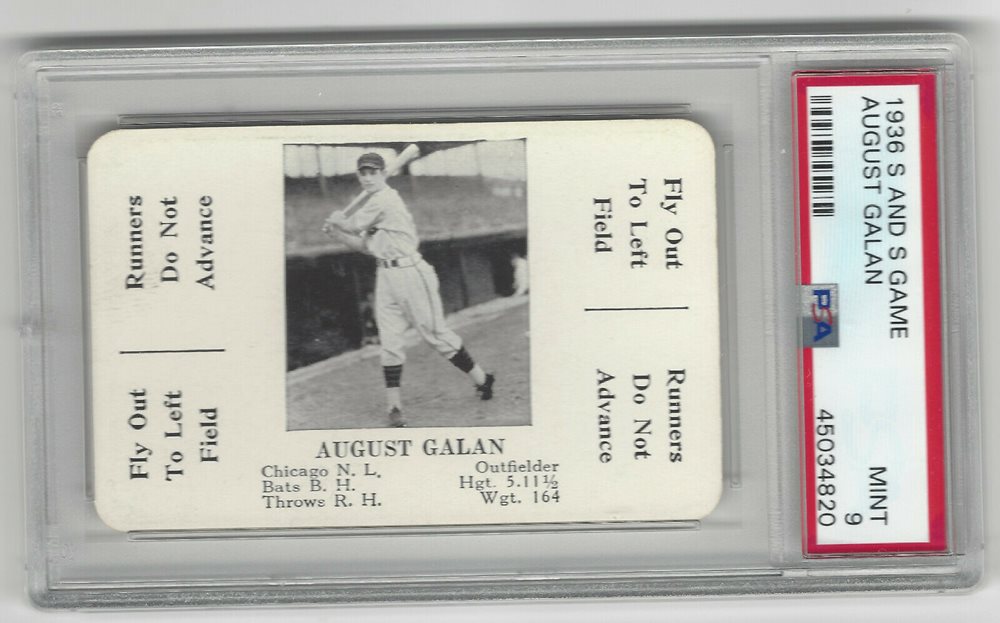 Runners
Do Not
Advance
Fly Out
To Left
Field
Fly Out
To Left
Field
Runners
Do Not
Advance
AUGUST GALAN
Chicago N. L.
Bats B. H.
Throws R. H.
Outfielder
Hgt. 5.11½
Wgt. 164
1936 S AND S GAME
AUGUST GALAN
MINT
9
PSA
45034820